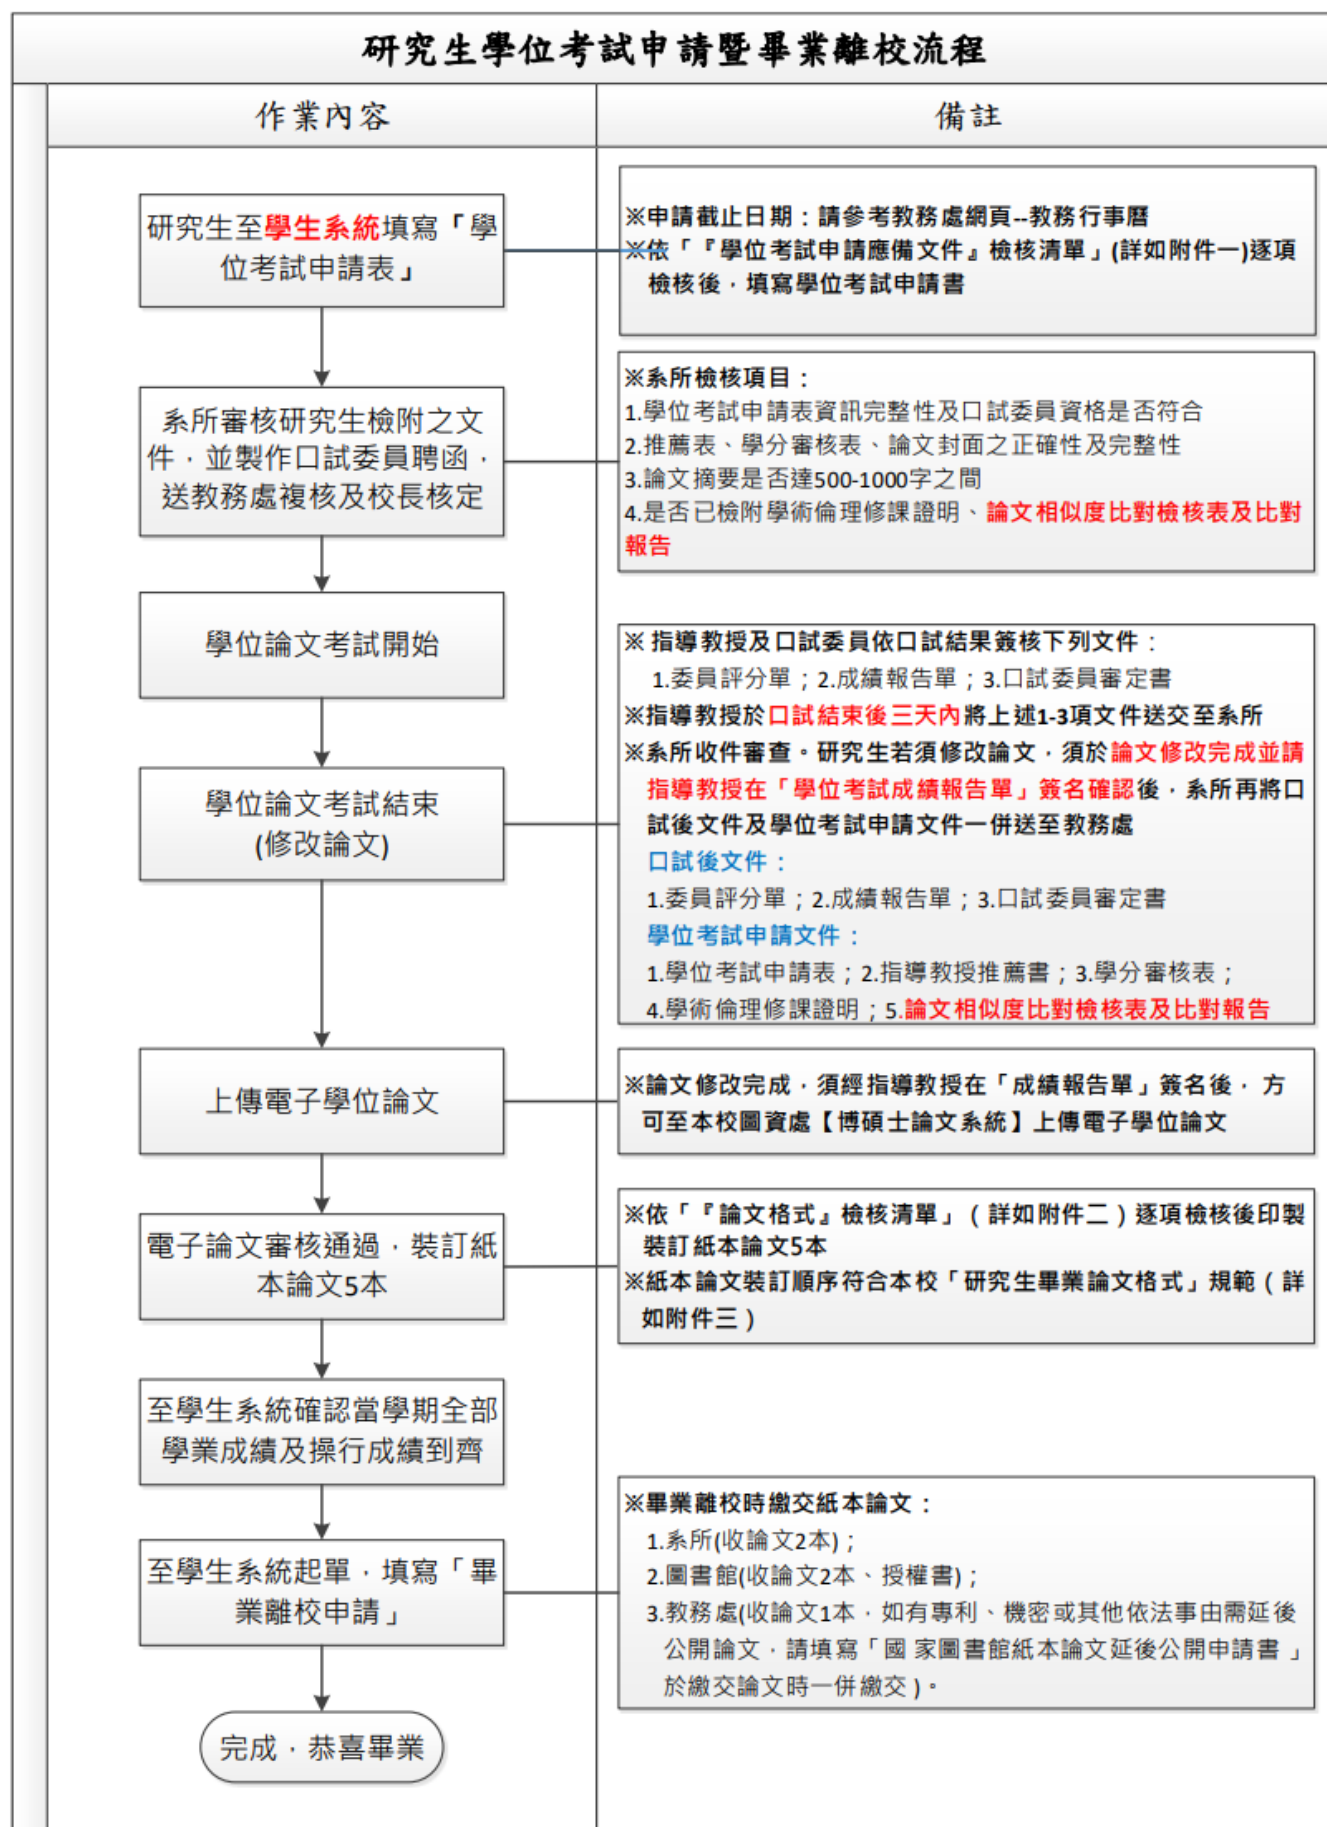 研究生學位考試申請暨畢業離校流程
作業內容
備註
研究生至學生系統填寫「學
位考試申請表」
※申請截止日期：請參考教務處網頁--教務行事曆
※依「『學位考試申請應備文件』檢核清單」(詳如附件一)逐項
檢核後，填寫學位考試申請書
系所審核研究生檢附之文
件，並製作口試委員聘函，
送教務處複核及校長核定
※系所檢核項目：
1.學位考試申請表資訊完整性及口試委員資格是否符合
2.推薦表、學分審核表、論文封面之正確性及完整性
3.論文摘要是否達500-1000字之間
4.是否已檢附學術倫理修課證明、論文相似度比對檢核表及比對
報告
學位論文考試開始
學位論文考試結束
(修改論文)
※ 指導教授及口試委員依口試結果簽核下列文件：
1.委員評分單；2.成績報告單；3.口試委員審定書
※指導教授於口試結束後三天內將上述1-3項文件送交至系所
※系所收件審查。研究生若須修改論文，須於論文修改完成並請
指導教授在「學位考試成績報告單」簽名確認後，系所再將口
試後文件及學位考試申請文件一併送至教務處
口試後文件：
1.委員評分單；2.成績報告單；3.口試委員審定書
學位考試申請文件：
1.學位考試申請表；2.指導教授推薦書；3.學分審核表；
4.學術倫理修課證明；5.論文相似度比對檢核表及比對報告
上傳電子學位論文
※論文修改完成，須經指導教授在「成績報告單」簽名後， 方
可至本校圖資處【博碩士論文系統】上傳電子學位論文
電子論文審核通過，裝訂紙
本論文5本
※依「『論文格式』檢核清單」（詳如附件二）逐項檢核後印製
裝訂紙本論文5本
※紙本論文裝訂順序符合本校「研究生畢業論文格式」規範（詳
如附件三）
至學生系統確認當學期全部
學業成績及操行成績到齊
至學生系統起單，填寫「畢
業離校申請」
※畢業離校時繳交紙本論文：
1.系所(收論文2本)；
2.圖書館(收論文2本、授權書)；
3.教務處(收論文1本，如有專利、機密或其他依法事由需延後
公開論文，請填寫「國 家圖書館紙本論文延後公開申請書 」
於繳交論文時一併繳交 )。
完成，恭喜畢業